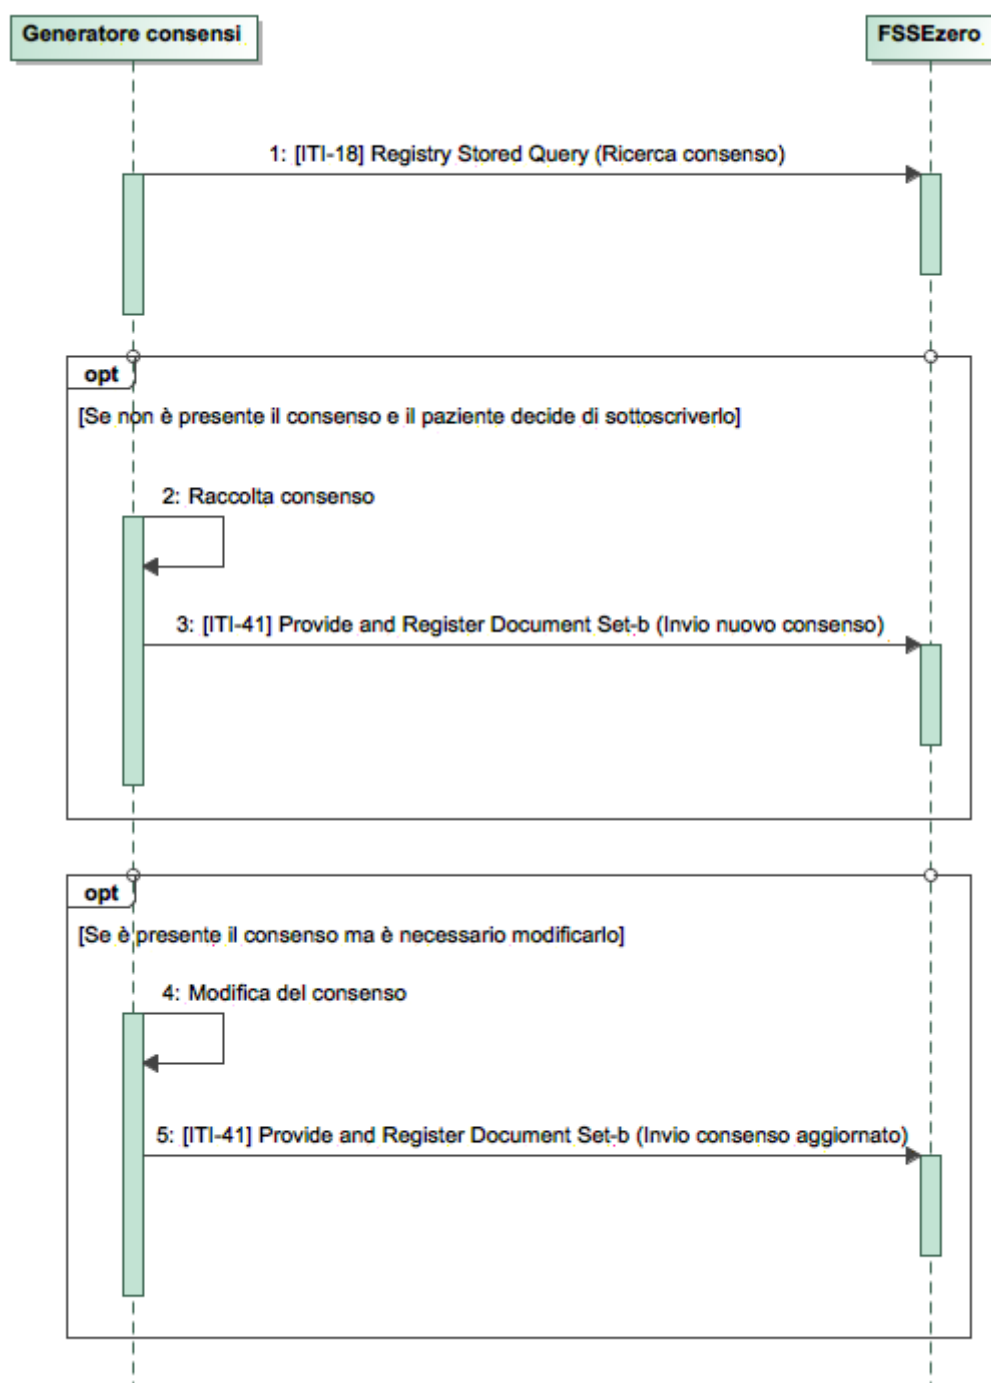 Generatore consensi
FSSEzero
1: [ITI-18] Registry Stored Query (Ricerca consenso)
opt
[Se non è presente il consenso e il paziente decide di sottoscriverlo]
2: Raccolta consenso
3: [ITI-41] Provide and Register Document Set-b (Invio nuovo consenso)
opt
[Se è presente il consenso ma è necessario modificarlo]
4: Modifica del consenso
5: [ITI-41] Provide and Register Document Set-b (Invio consenso aggiornato)